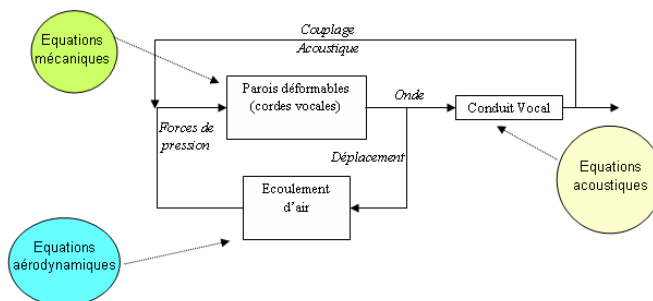 Couplage
Acoustique
Equations
mécaniques
Parois déformables
(cordes vocales)
Onde
Conduit Vocal
Forces de
pression
Déplacement
Equations
acoustiques
Ecoulement
d'air
Equations
aérodynamiques